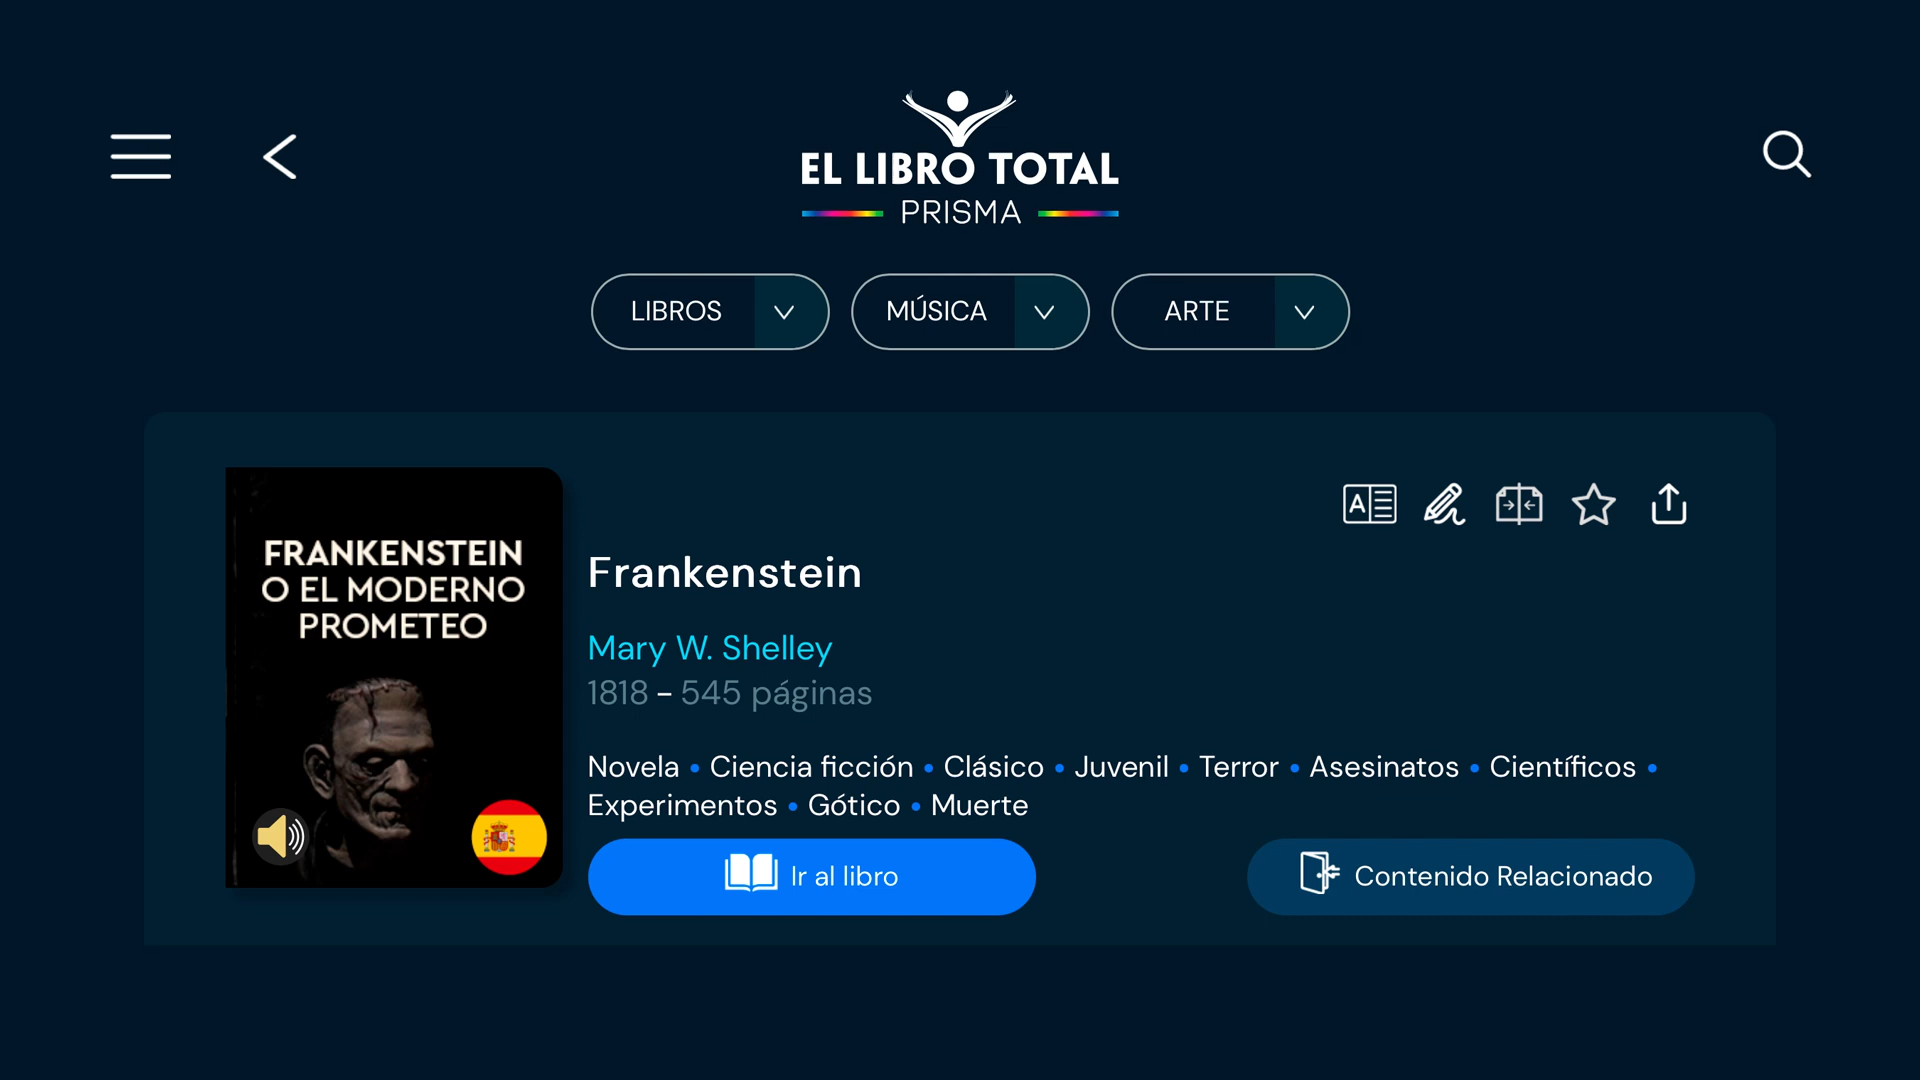 EL LIBRO TOTAL
PRISMA
LIBROS
MÚSICA
ARTE
FRANKENSTEIN
O EL MODERNO
PROMETEO
A
Frankenstein
Mary W. Shelley
1818 - 545 páginas
Novela • Ciencia ficción • Clásico • Juvenil • Terror • Asesinatos • Científicos •
Experimentos • Gótico • Muerte
Ir al libro
Contenido Relacionado